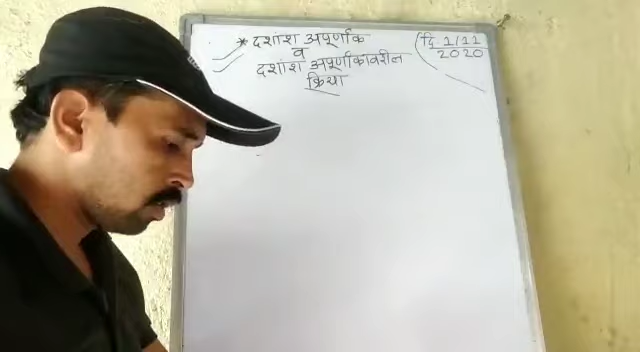 * दशांश अपूर्णांक
व
दशांश अपूर्णांकावरील
क्रिया
दि. 1/11
2020